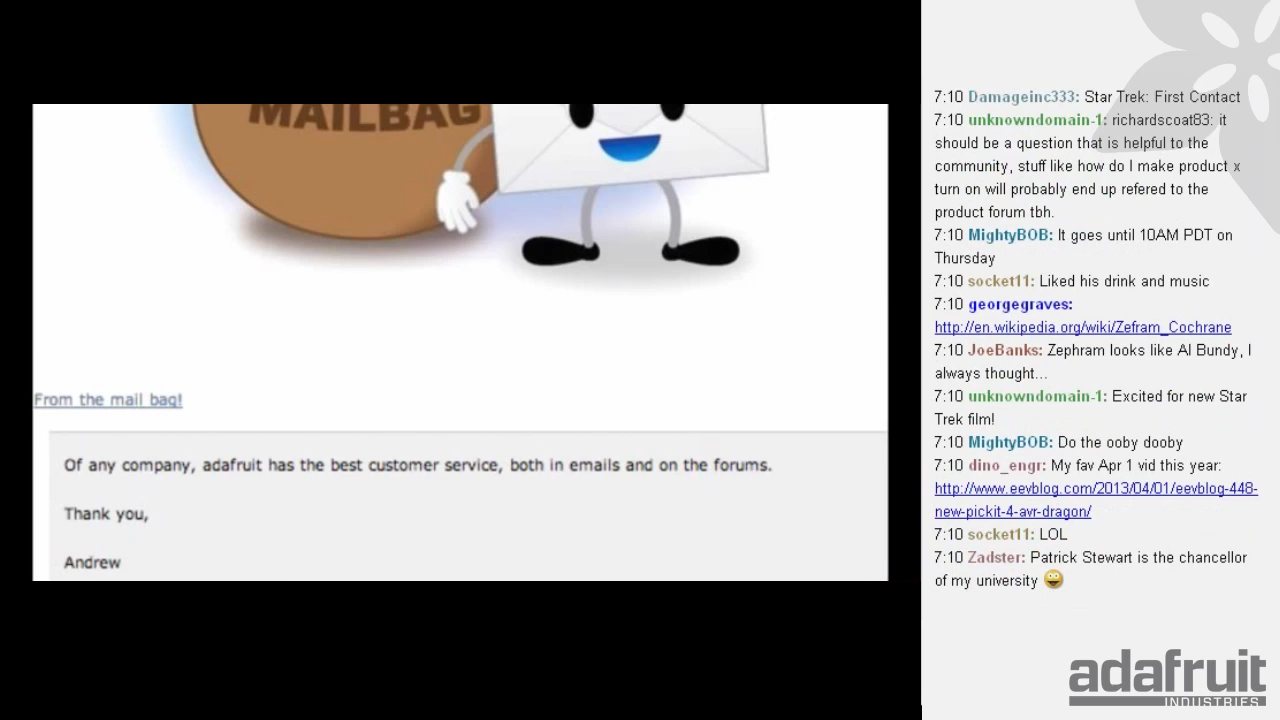 MAILBAG
From the mail bag!
Of any company, adafruit has the best customer service, both in emails and on the forums.
Thank you,
Andrew
7:10 Damageinc333: Star Trek: First Contact
7:10 unknowndomain-1: richardscoat83: it
should be a question that is helpful to the
community, stuff like how do I make product x
turn on will probably end up refered to the
product forum tbh.
7:10 MightyBOB: It goes until 10AM PDT on
Thursday
7:10 socket11: Liked his drink and music
7:10 georgegraves:
http://en.wikipedia.org/wiki/Zefram_Cochrane
7:10 JoeBanks: Zephram looks like Al Bundy, I
always thought...
7:10 unknowndomain-1: Excited for new Star
Trek film!
7:10 MightyBOB: Do the ooby dooby
7:10 dino_engr: My fav Apr 1 vid this year:
http://www.eevblog.com/2013/04/01/eevblog-448-
new-pickit-4-avr-dragon/
7:10 socket11: LOL
7:10 Zadster: Patrick Stewart is the chancellor
of my university
adafruit
INDUSTRIES